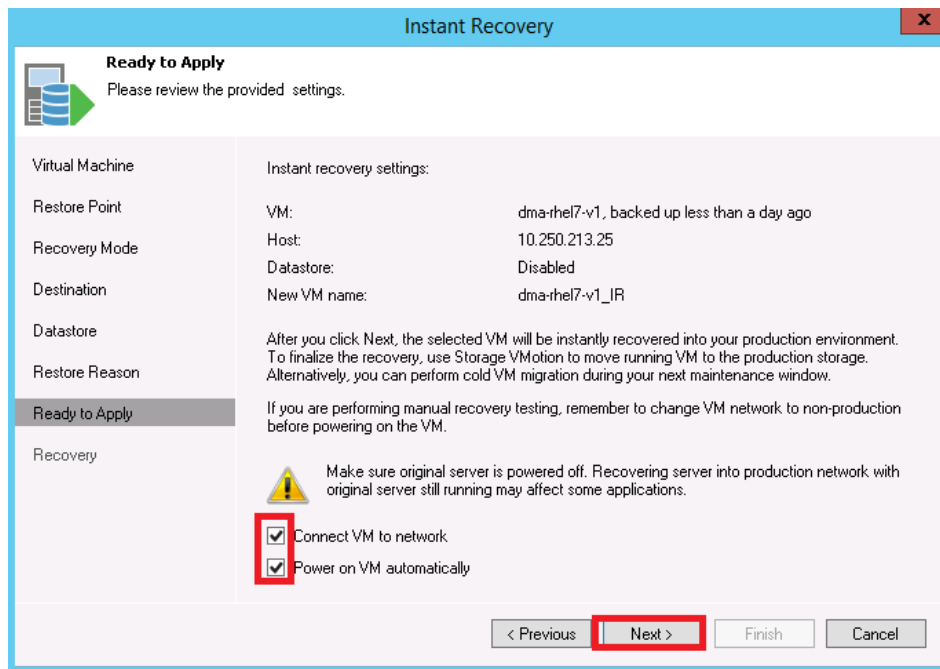 Instant Recovery
x
Ready to Apply
Please review the provided settings.
Virtual Machine
Restore Point
Recovery Mode
Destination
Datastore
Restore Reason
Ready to Apply
Recovery
Instant recovery settings:
VM: dma-rhel7-v1, backed up less than a day ago
Host: 10.250.213.25
Datastore: Disabled
New VM name: dma-rhel7-v1_IR
After you click Next, the selected VM will be instantly recovered into your production environment.
To finalize the recovery, use Storage VMotion to move running VM to the production storage.
Alternatively, you can perform cold VM migration during your next maintenance window.
If you are performing manual recovery testing, remember to change VM network to non-production
before powering on the VM.
Make sure original server is powered off. Recovering server into production network with
original server still running may affect some applications.
Connect VM to network
Power on VM automatically
< Previous Next > Finish Cancel